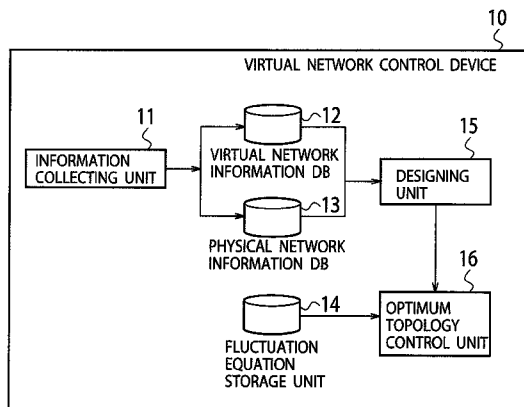 10
VIRTUAL NETWORK CONTROL DEVICE
11
INFORMATION
COLLECTING UNIT
12
VIRTUAL NETWORK
INFORMATION DB
13
PHYSICAL NETWORK
INFORMATION DB
14
FLUCTUATION
EQUATION
STORAGE UNIT
15
DESIGNING
UNIT
16
OPTIMUM
TOPOLOGY
CONTROL UNIT